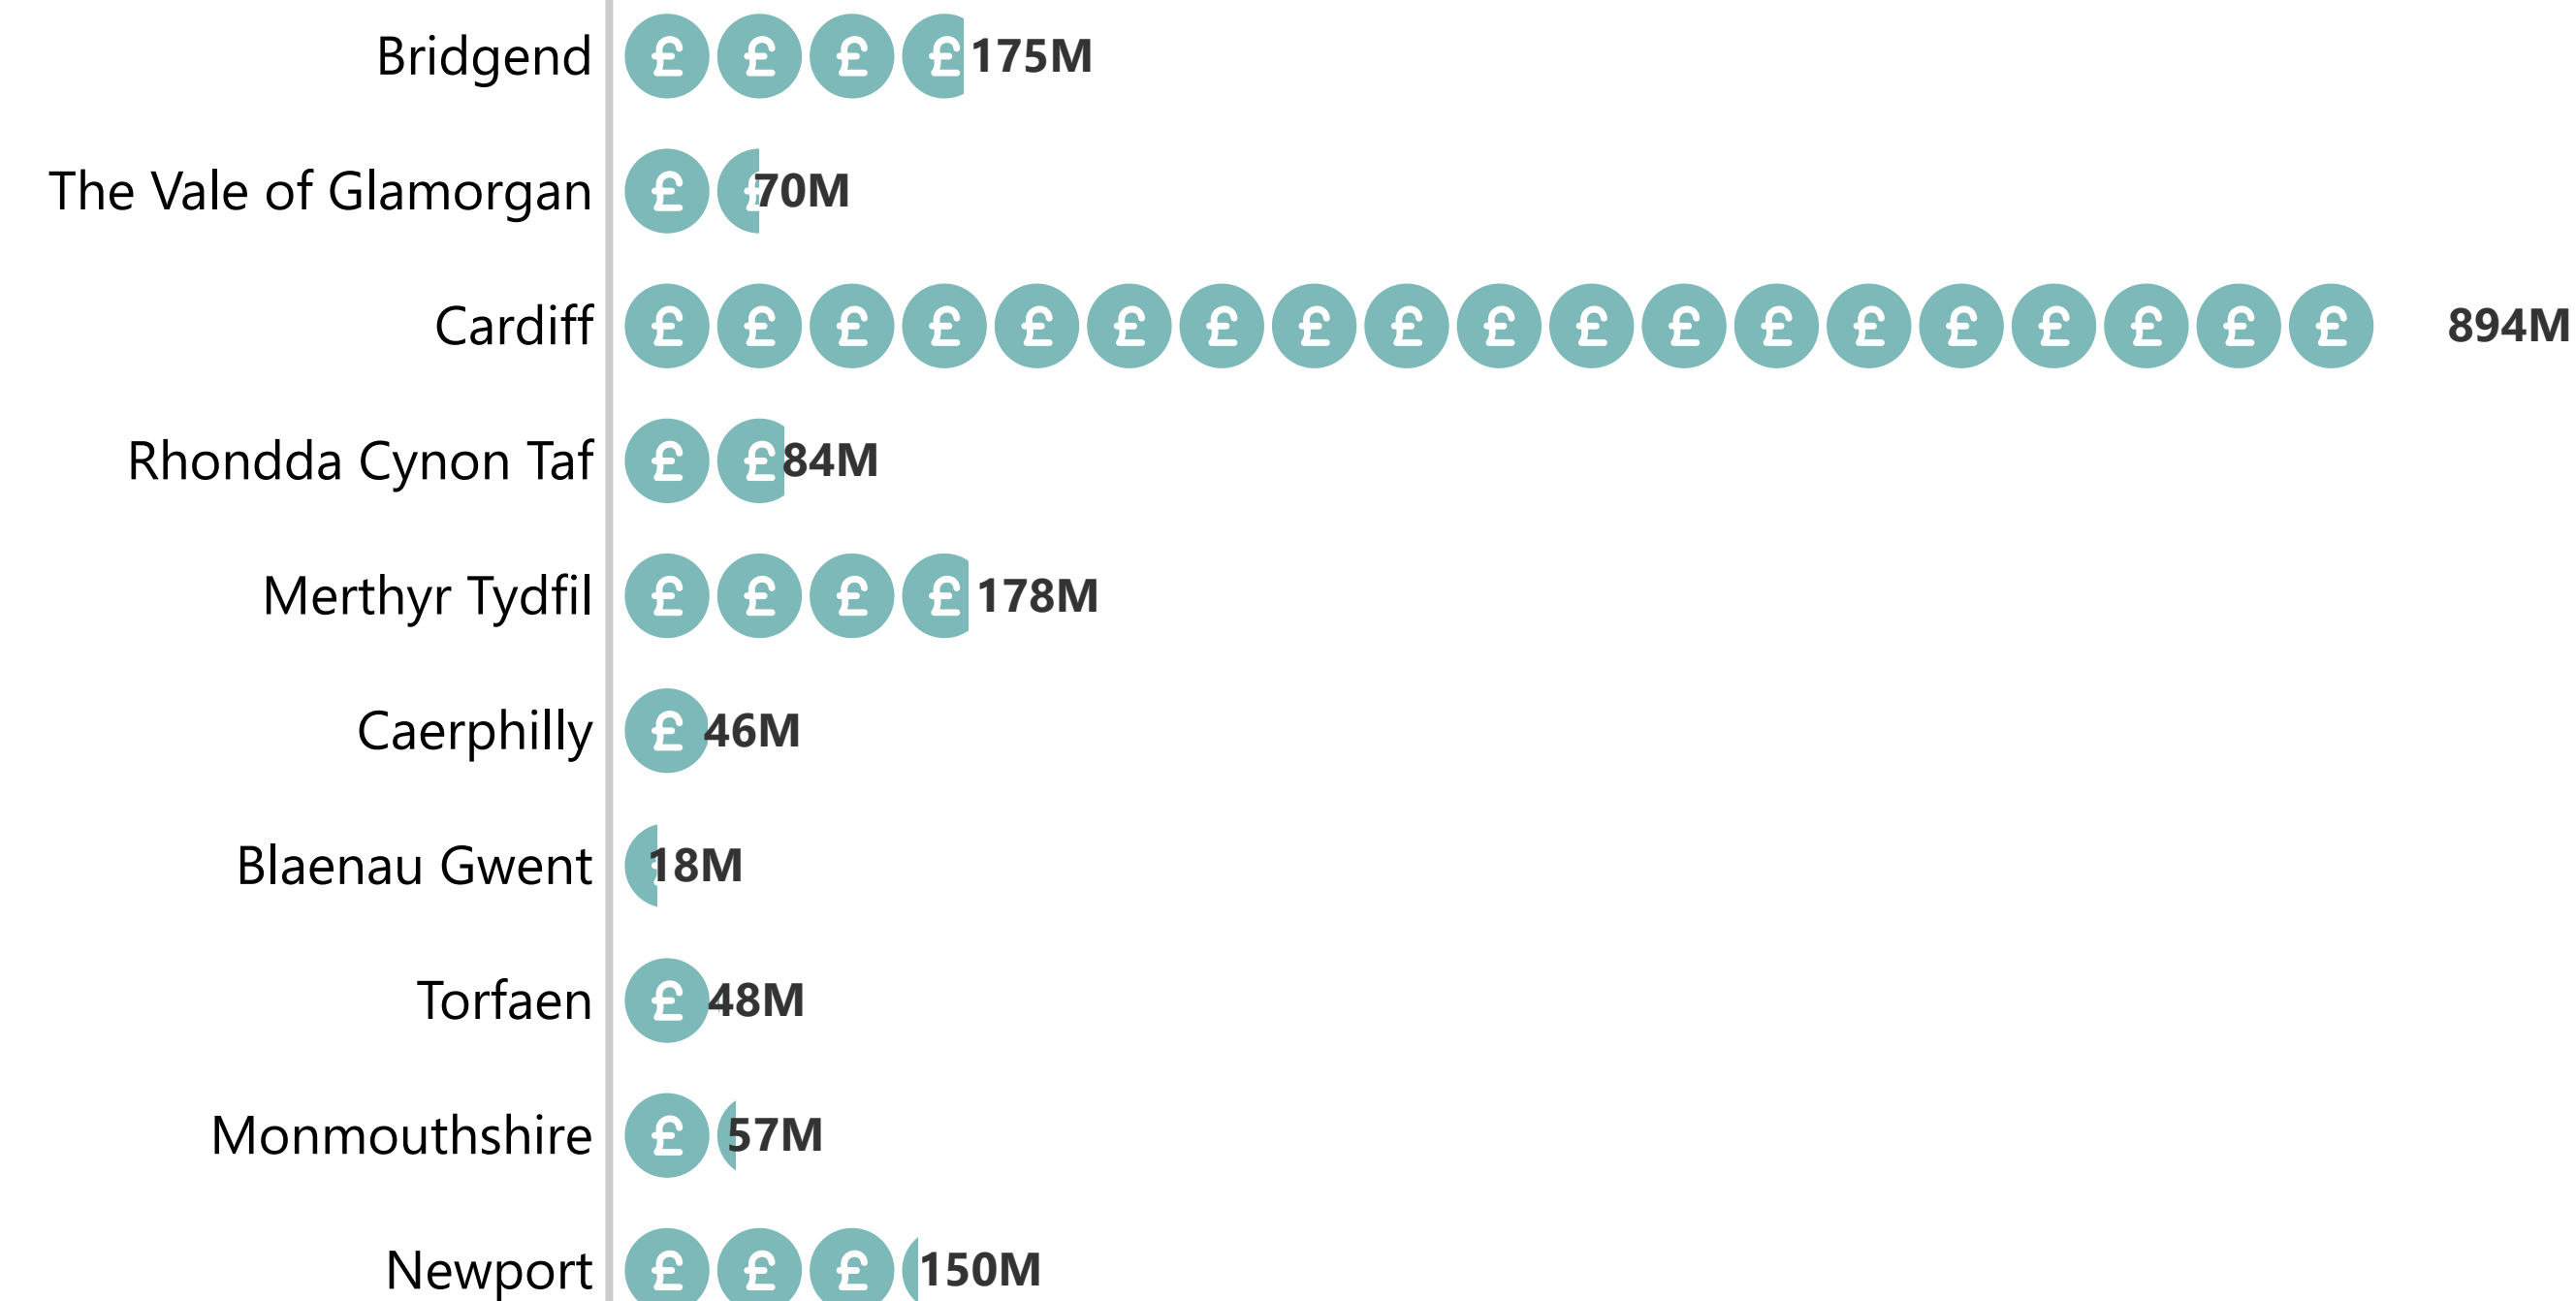 Bridgend 175M
The Vale of Glamorgan 70M
Cardiff 894M
Rhondda Cynon Taf 84M
Merthyr Tydfil 178M
Caerphilly 46M
Blaenau Gwent 18M
Torfaen 48M
Monmouthshire 57M
Newport 150M